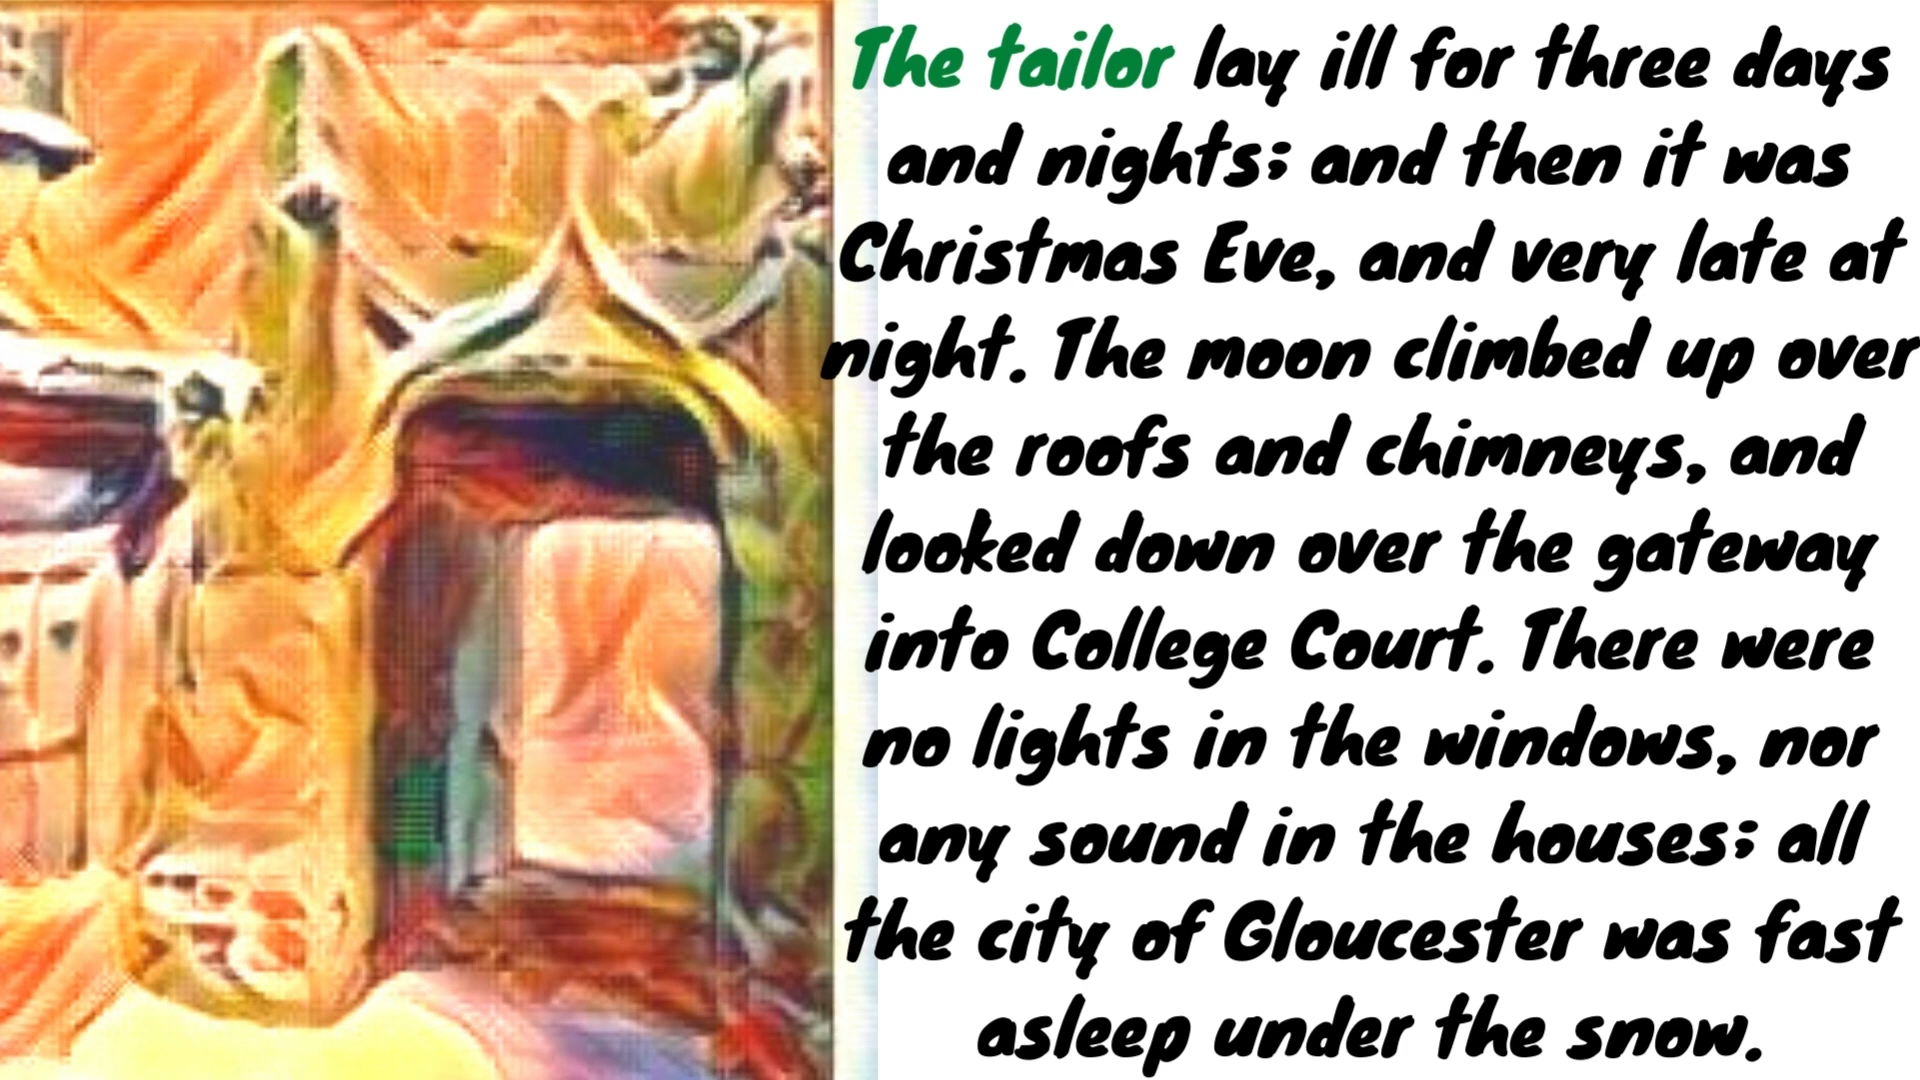 The tailor lay ill for three days
and nights; and then it was
Christmas Eve, and very late at
night. The moon climbed up over
the roofs and chimneys, and
looked down over the gateway
into College Court. There were
no lights in the windows, nor
any sound in the houses; all
the city of Gloucester was fast
asleep under the snow.